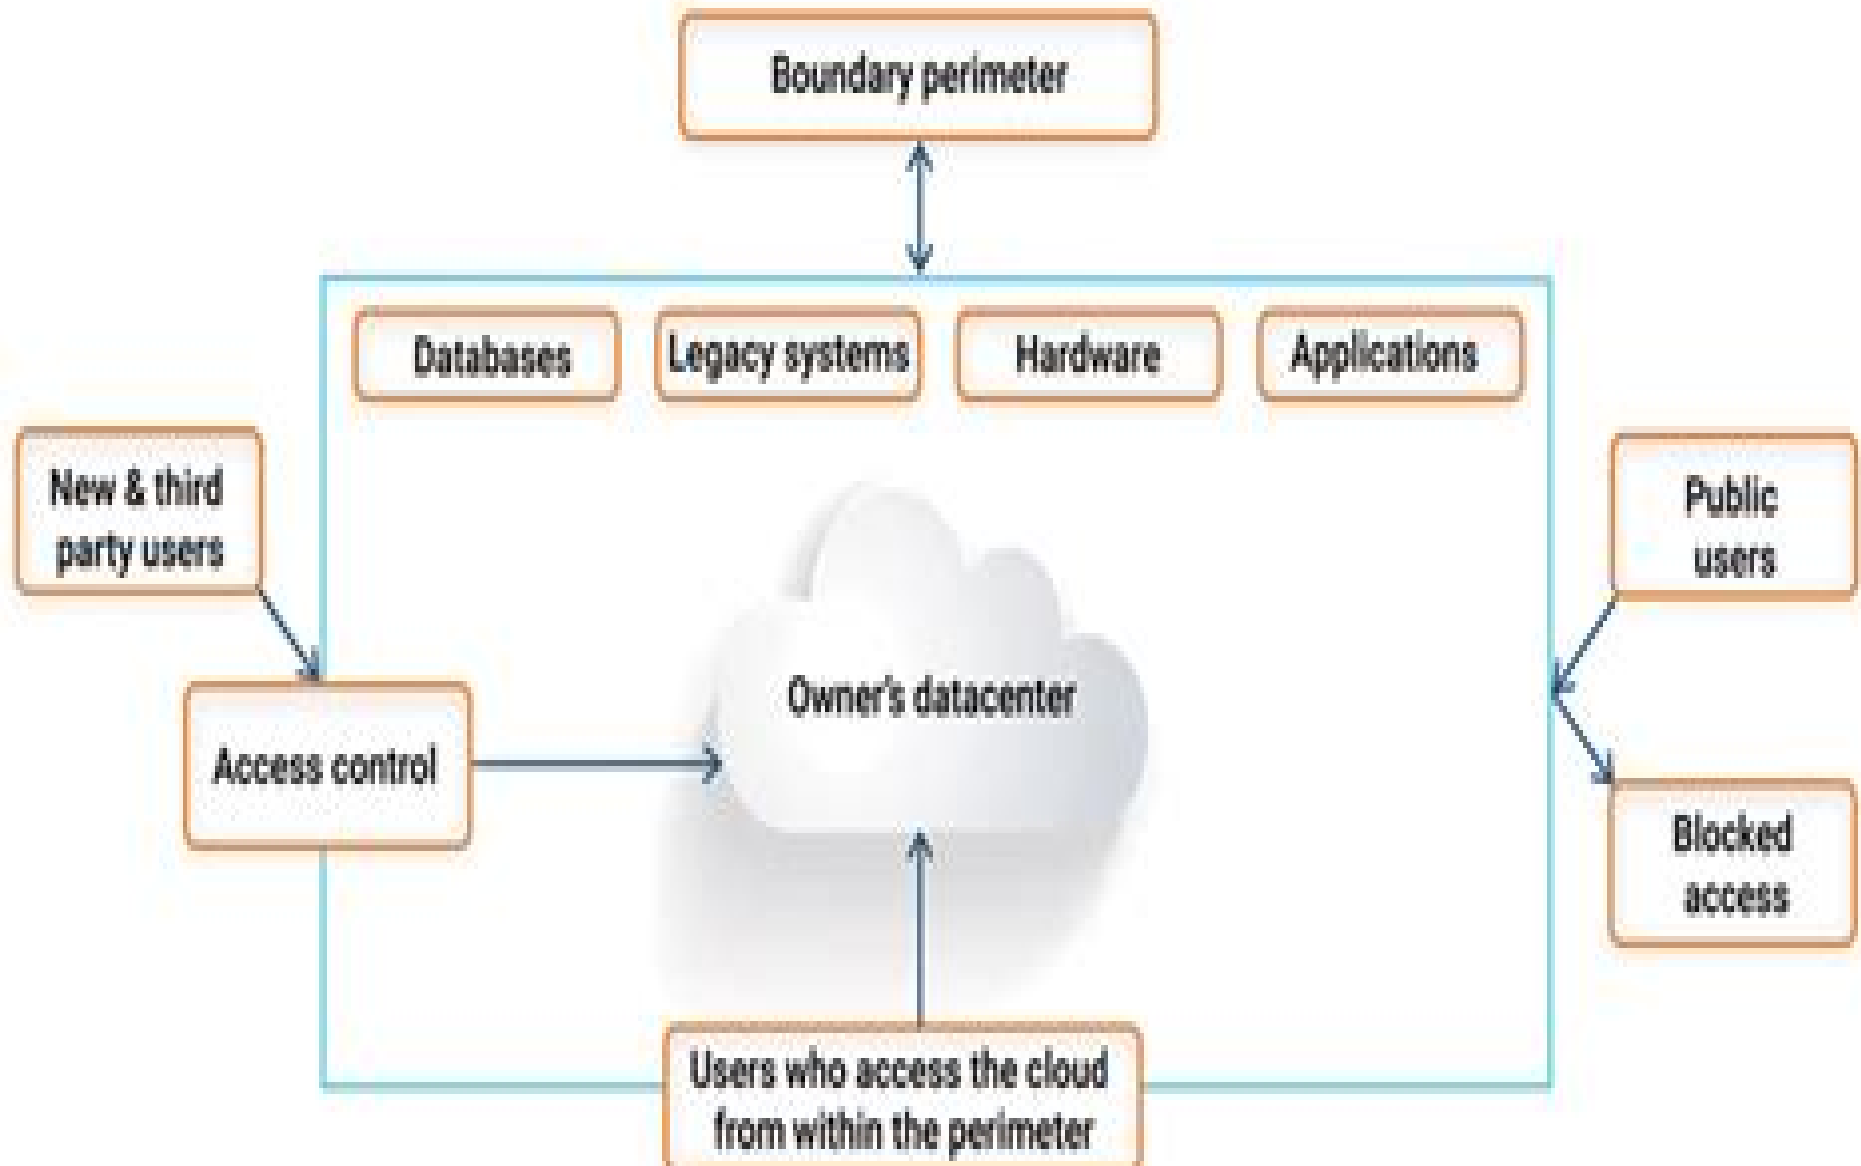 Boundary perimeter
Databases
Legacy systems
Hardware
Applications
New & third
party users
Public
users
Owner's datacenter
Access control
Blocked
access
Users who access the cloud
from within the perimeter